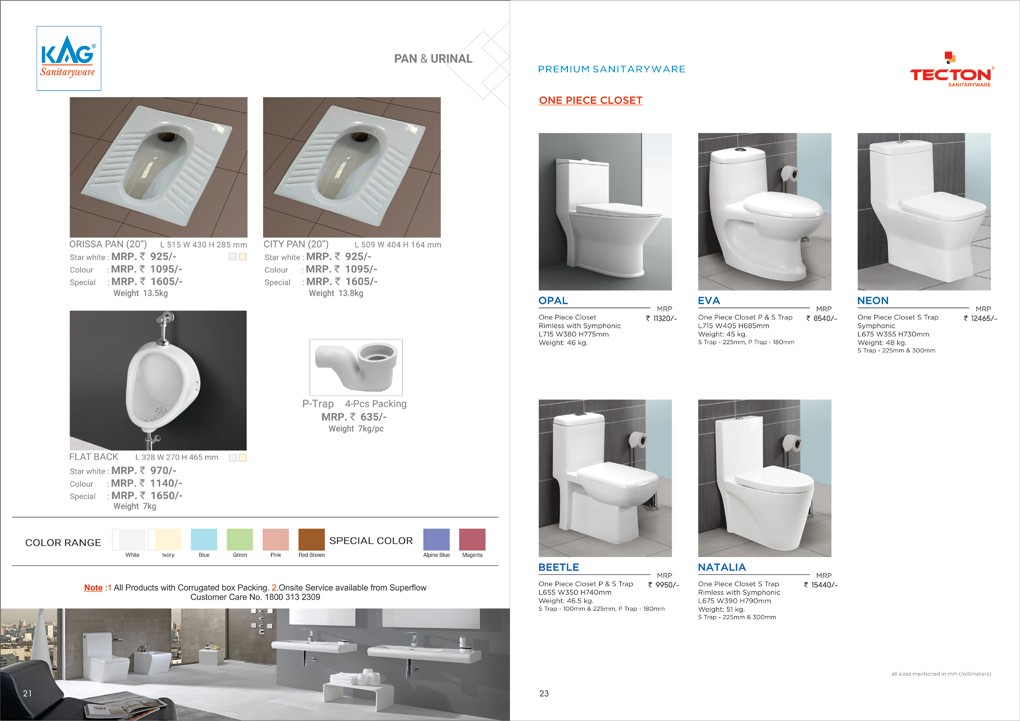 KAG®
Sanitaryware
PAN & URINAL
ORISSA PAN (20") L 515 W 430 H 285 mm
Star white : MRP. ₹ 925/-
Colour : MRP. ₹ 1095/-
Special : MRP. ₹ 1605/-
Weight 13.5kg
CITY PAN (20") L 509 W 404 H 164 mm
Star white : MRP. ₹ 925/-
Colour : MRP. ₹ 1095/-
Special : MRP. ₹ 1605/-
Weight 13.8kg
FLAT BACK L 328 W 270 H 465 mm
Star white : MRP. ₹ 970/-
Colour : MRP. ₹ 1140/-
Special : MRP. ₹ 1650/-
Weight 7kg
P-Trap 4-Pcs Packing
MRP. ₹ 635/-
Weight 7kg/pc
COLOR RANGE
White Ivory Blue Green Pink Red Brown
SPECIAL COLOR
Alpine Blue Magenta
Note :1 All Products with Corrugated box Packing. 2.Onsite Service available from Superflow
Customer Care No. 1800 313 2309
21
PREMIUM SANITARYWARE
TECTON®
SANITARYWARE
ONE PIECE CLOSET
OPAL
MRP
One Piece Closet ₹ 11320/-
Rimless with Symphonic
L715 W380 H775mm
Weight: 46 kg.
EVA
MRP
One Piece Closet P & S Trap ₹ 8540/-
L715 W405 H685mm
Weight: 45 kg.
S Trap - 225mm, P Trap - 180mm
NEON
MRP
One Piece Closet S Trap ₹ 12465/-
Symphonic
L675 W355 H730mm
Weight: 48 kg.
S Trap - 225mm & 300mm
BEETLE
MRP
One Piece Closet P & S Trap ₹ 9950/-
L655 W350 H740mm
Weight: 46.5 kg.
S Trap - 100mm & 225mm, P Trap - 180mm
NATALIA
MRP
One Piece Closet S Trap ₹ 15440/-
Rimless with Symphonic
L675 W390 H790mm
Weight: 51 kg.
S Trap - 225mm & 300mm
all sizes mentioned in mm (millimeters)
23